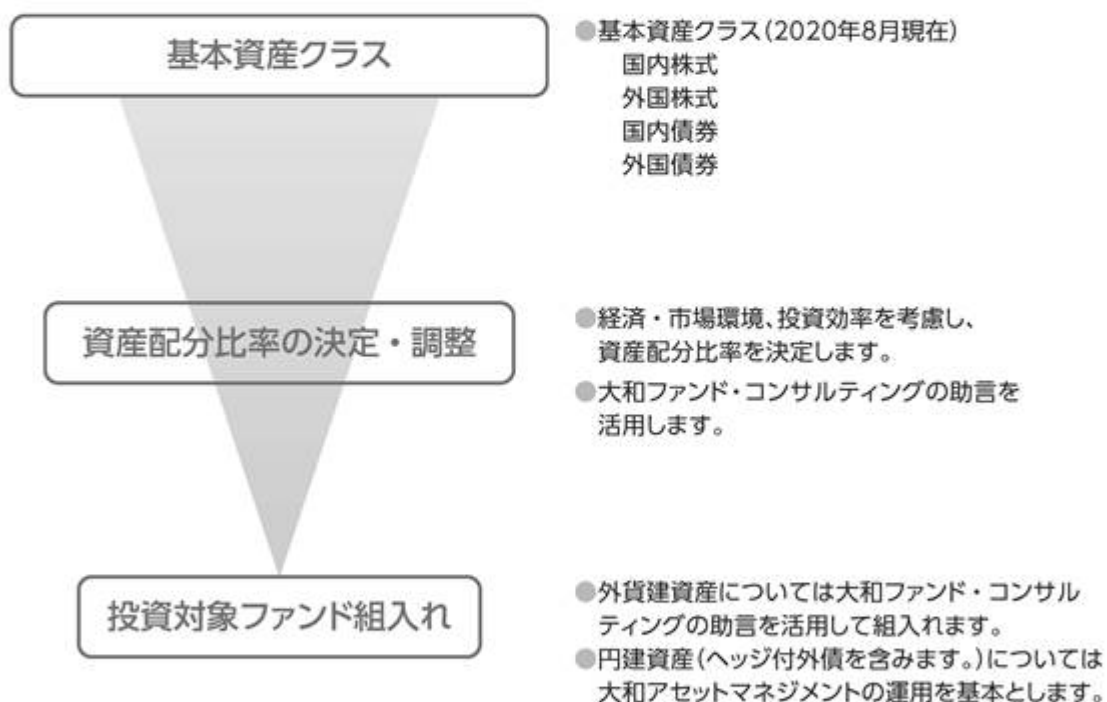 基本資産クラス
●基本資産クラス(2020年8月現在)
国内株式
外国株式
国内債券
外国債券
資産配分比率の決定・調整
●経済・市場環境、投資効率を考慮し、
資産配分比率を決定します。
●大和ファンド・コンサルティングの助言を
活用します。
投資対象ファンド組入れ
●外貨建資産については大和ファンド・コンサル
ティングの助言を活用して組入れます。
●円建資産(ヘッジ付外債を含みます。)については
大和アセットマネジメントの運用を基本とします。